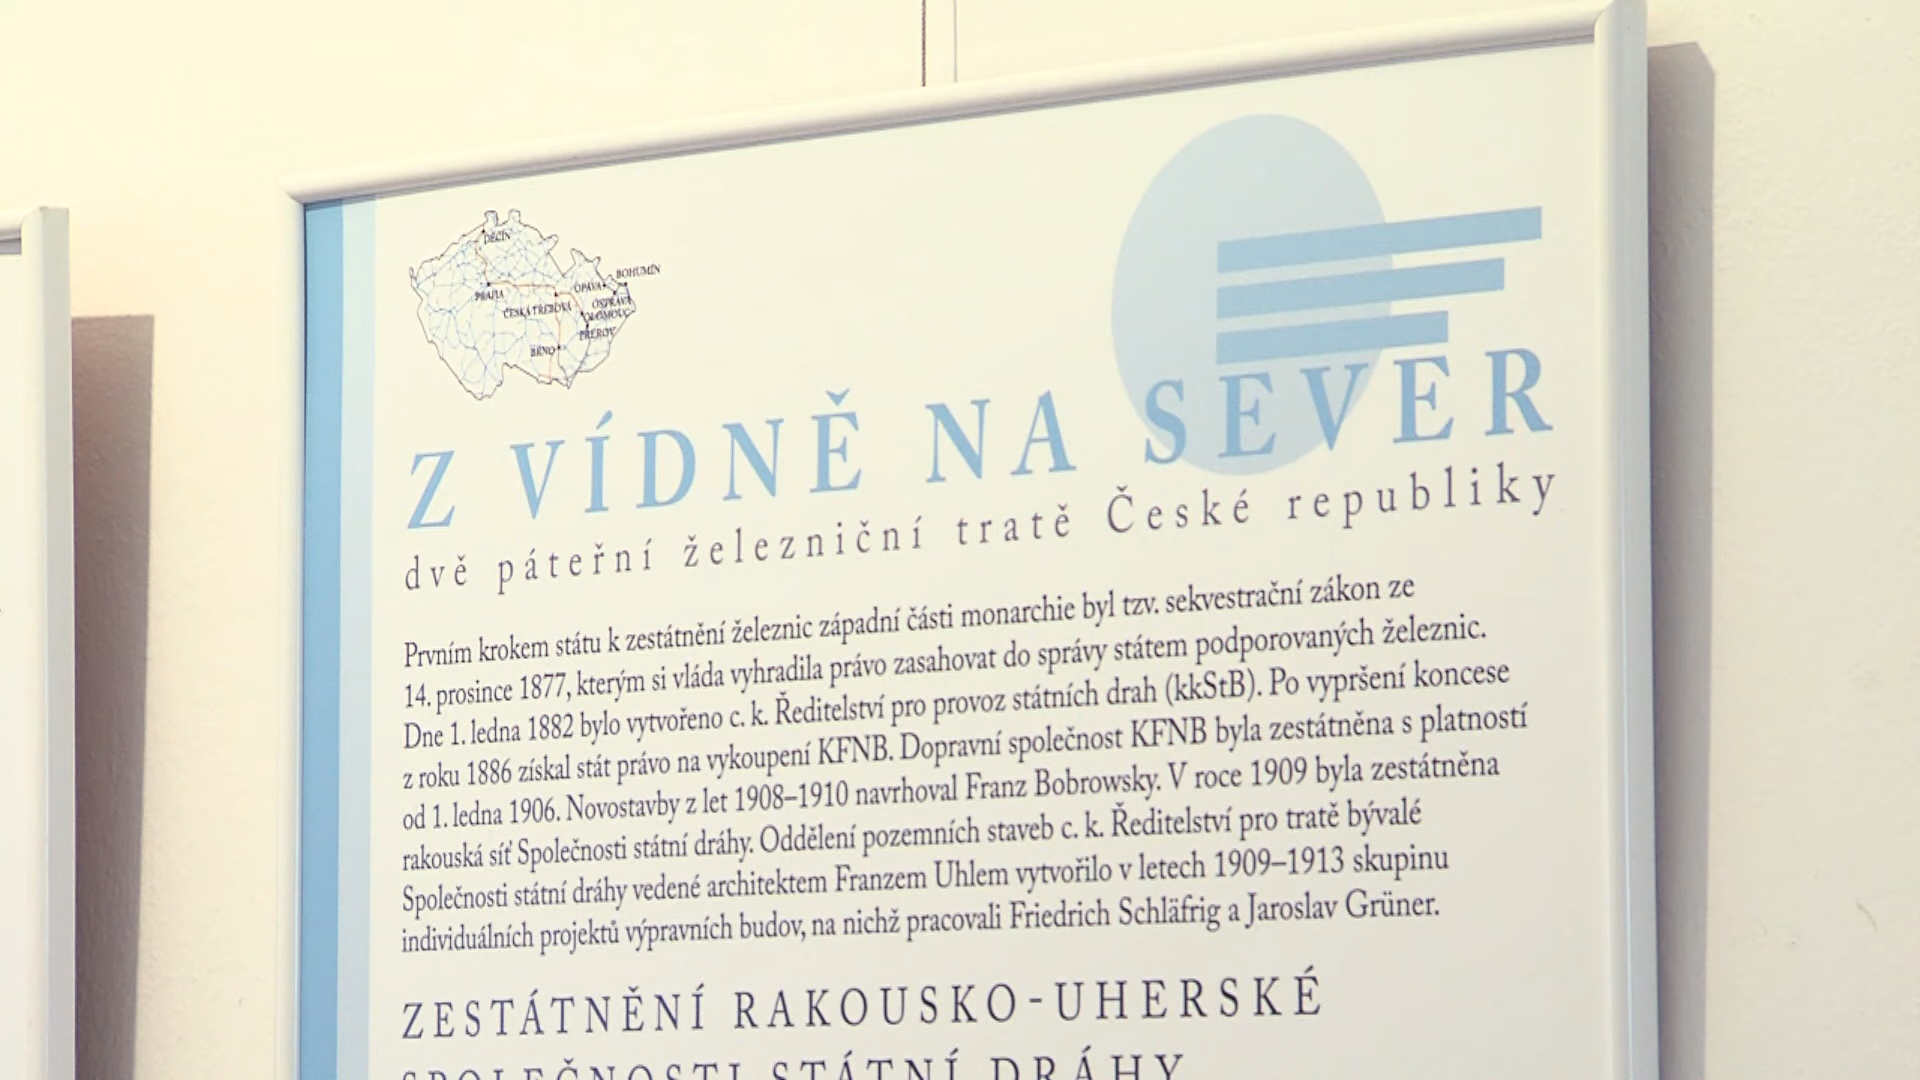 DĚČÍN
BOHUMÍN
OPAVA
PRAHA
OSTRAVA
ČESKÁ TŘEBOVÁ
OLOMOUC
PŘEROV
BRNO
Z VÍDNĚ NA SEVER
dvě páteřní železniční tratě České republiky
Prvním krokem státu k zestátnění železnic západní části monarchie byl tzv. sekvestrační zákon ze
14. prosince 1877, kterým si vláda vyhradila právo zasahovat do správy státem podporovaných železnic.
Dne 1. ledna 1882 bylo vytvořeno c. k. Ředitelství pro provoz státních drah (kkStB). Po vypršení koncese
z roku 1886 získal stát právo na vykoupení KFNB. Dopravní společnost KFNB byla zestátněna s platností
od 1. ledna 1906. Novostavby z let 1908–1910 navrhoval Franz Bobrowsky. V roce 1909 byla zestátněna
rakouská síť Společnosti státní dráhy. Oddělení pozemních staveb c. k. Ředitelství pro tratě bývalé
Společnosti státní dráhy vedené architektem Franzem Uhlem vytvořilo v letech 1909–1913 skupinu
individuálních projektů výpravních budov, na nichž pracovali Friedrich Schläfrig a Jaroslav Grüner.
ZESTÁTNĚNÍ RAKOUSKO-UHERSKÉ
SPOLEČNOSTI STÁTNÍ DRÁHY